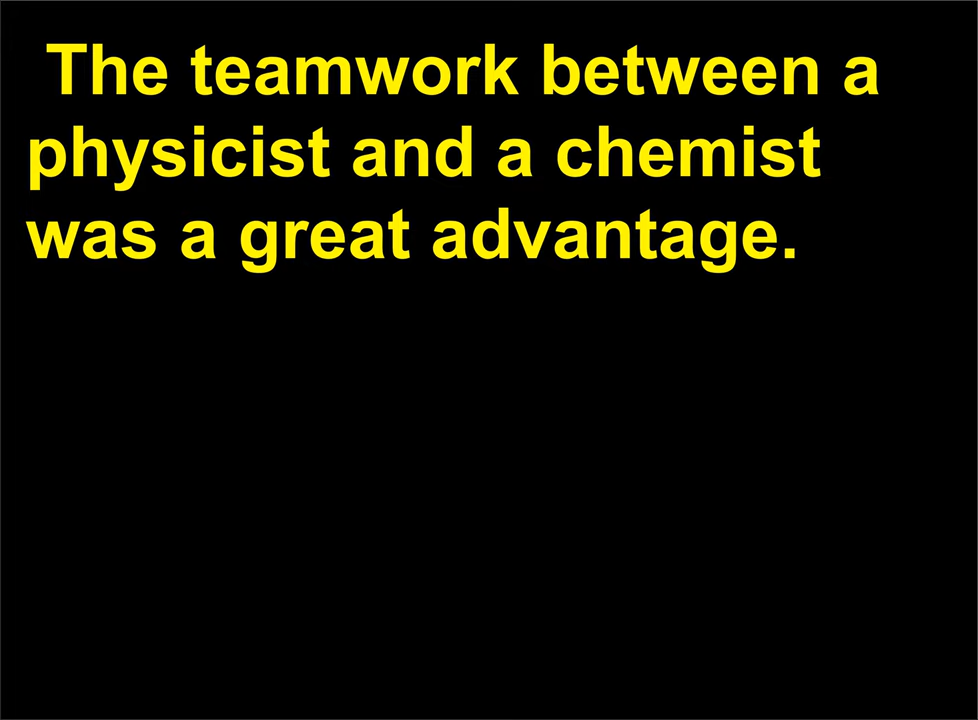 The teamwork between a
physicist and a chemist
was a great advantage.